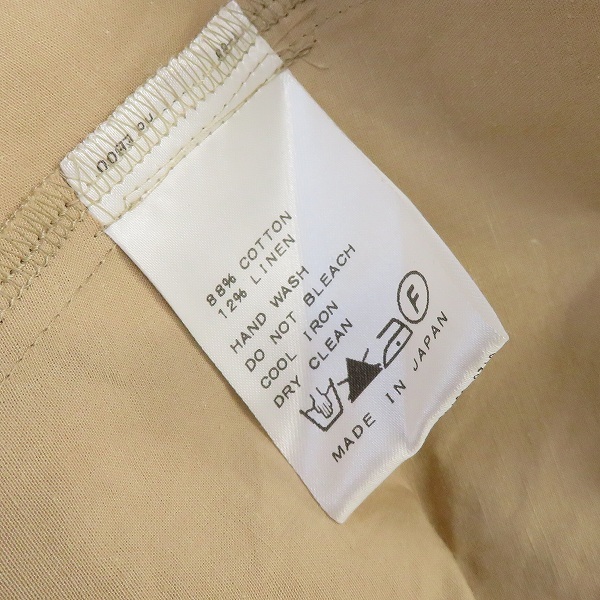 88% COTTON
12% LINEN
HAND WASH
DO NOT BLEACH
COOL IRON
DRY CLEAN
F
MADE IN JAPAN